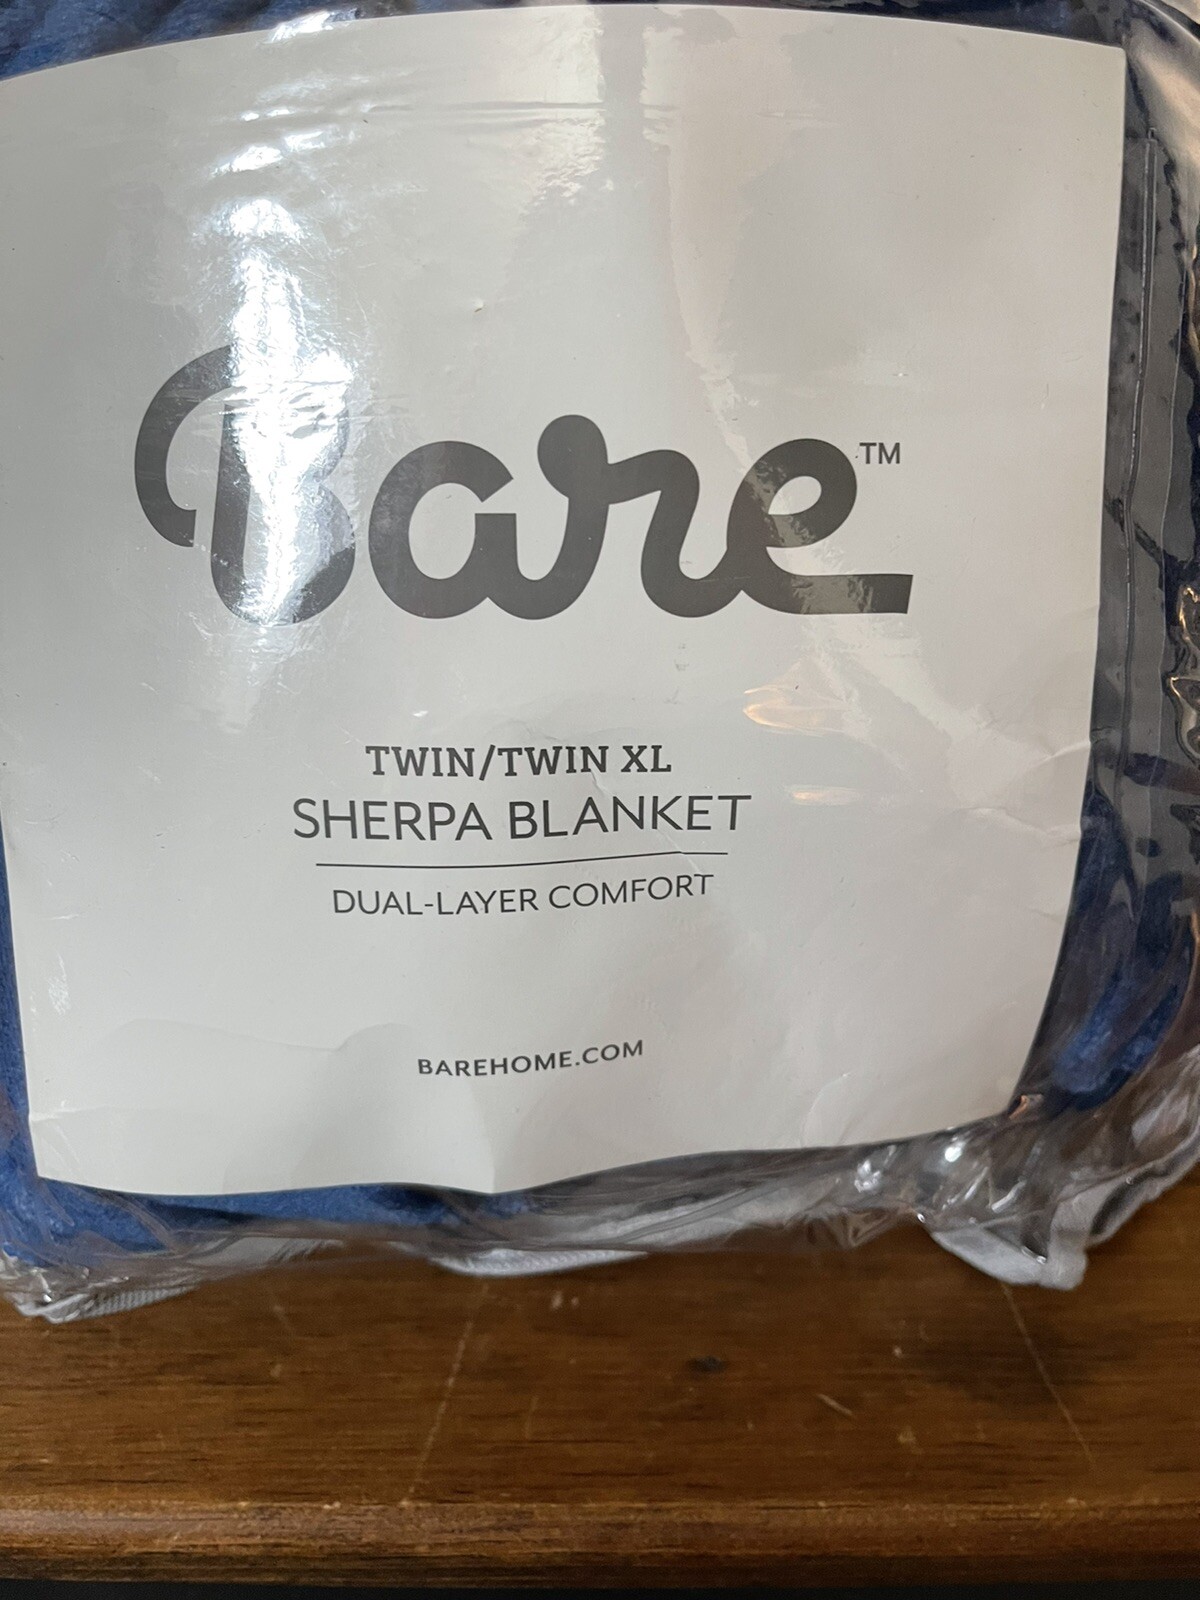 Bare™
TWIN/TWIN XL
SHERPA BLANKET
DUAL-LAYER COMFORT
BAREHOME.COM